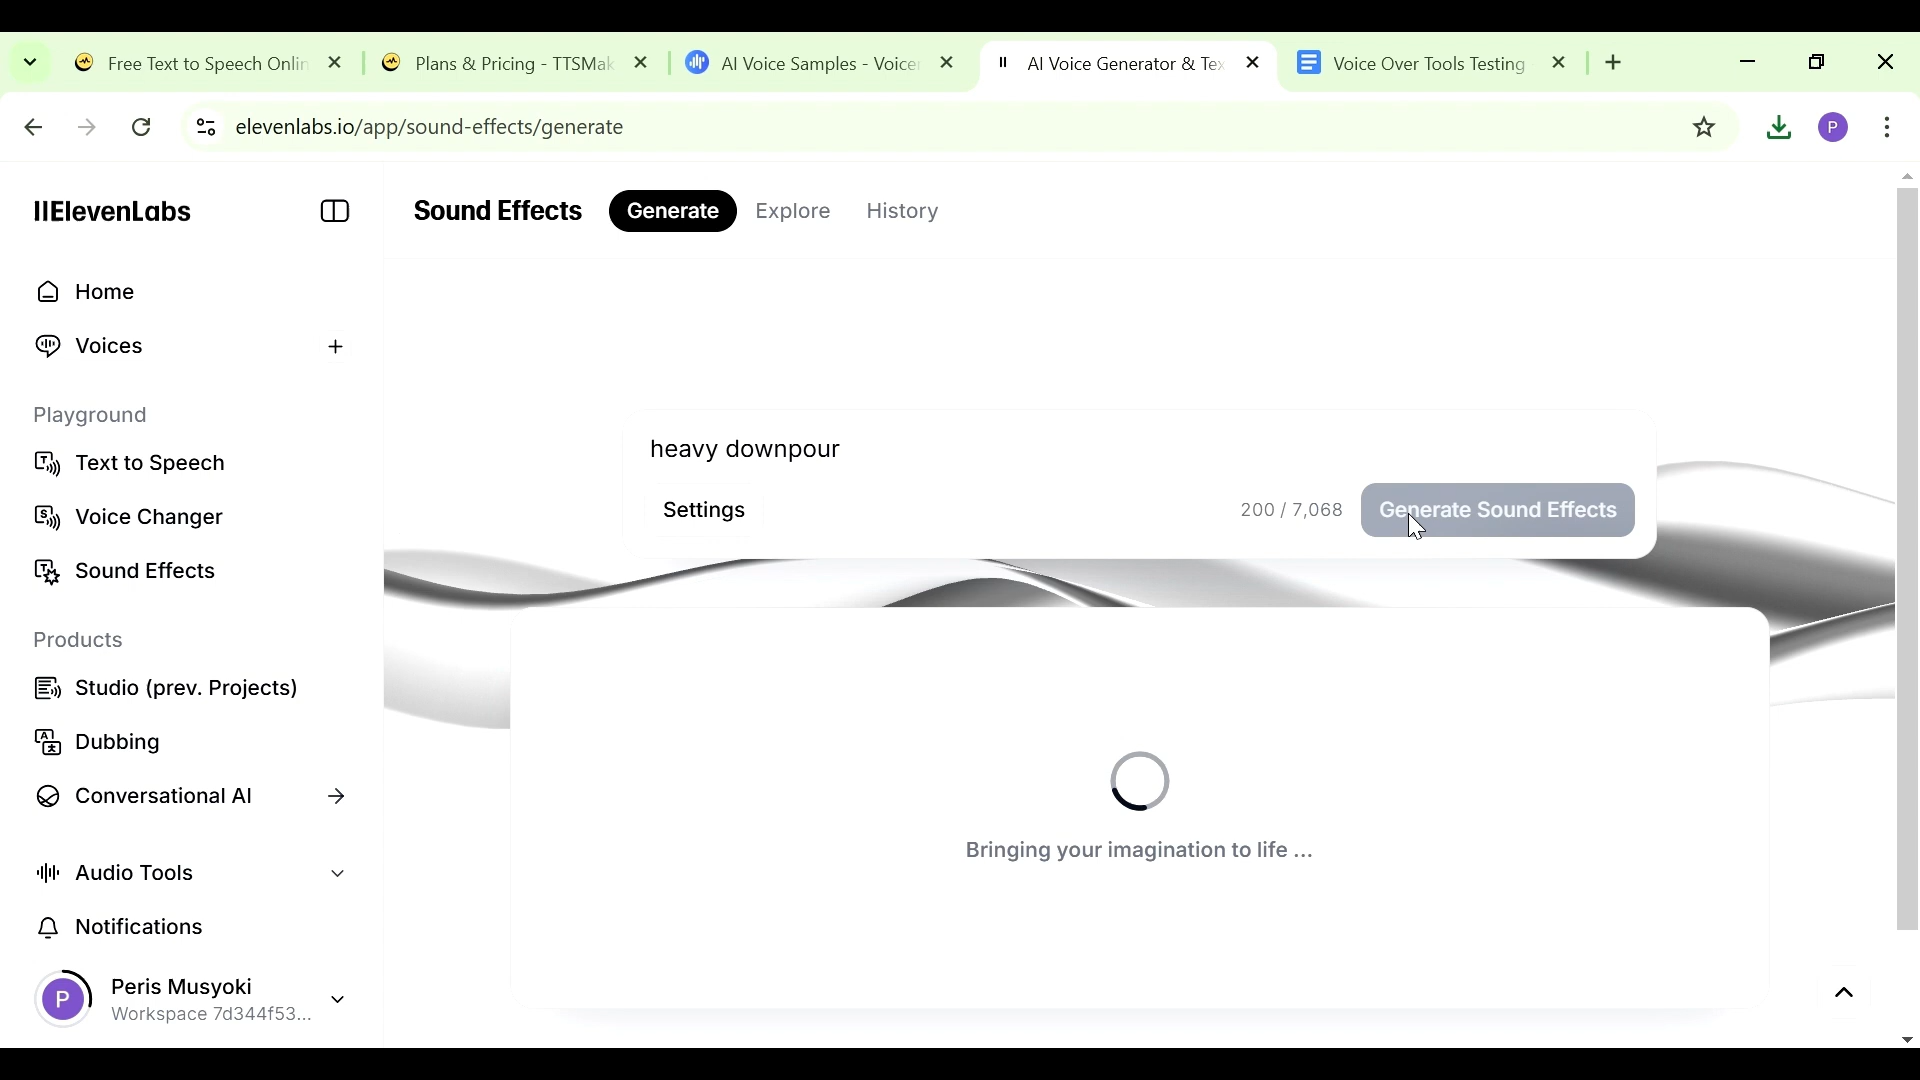 Free Text to Speech Onlin
Plans & Pricing - TTSMak
AI Voice Samples - Voicer
AI Voice Generator & Tex
Voice Over Tools Testing
elevenlabs.io/app/sound-effects/generate
P
IIElevenLabs
Sound Effects
Generate
Explore
History
Home
Voices
Playground
Text to Speech
Voice Changer
Sound Effects
Products
Studio (prev. Projects)
Dubbing
Conversational AI
Audio Tools
Notifications
P
Peris Musyoki
Workspace 7d344f53...
heavy downpour
Settings
200 / 7,068
Generate Sound Effects
Bringing your imagination to life ...